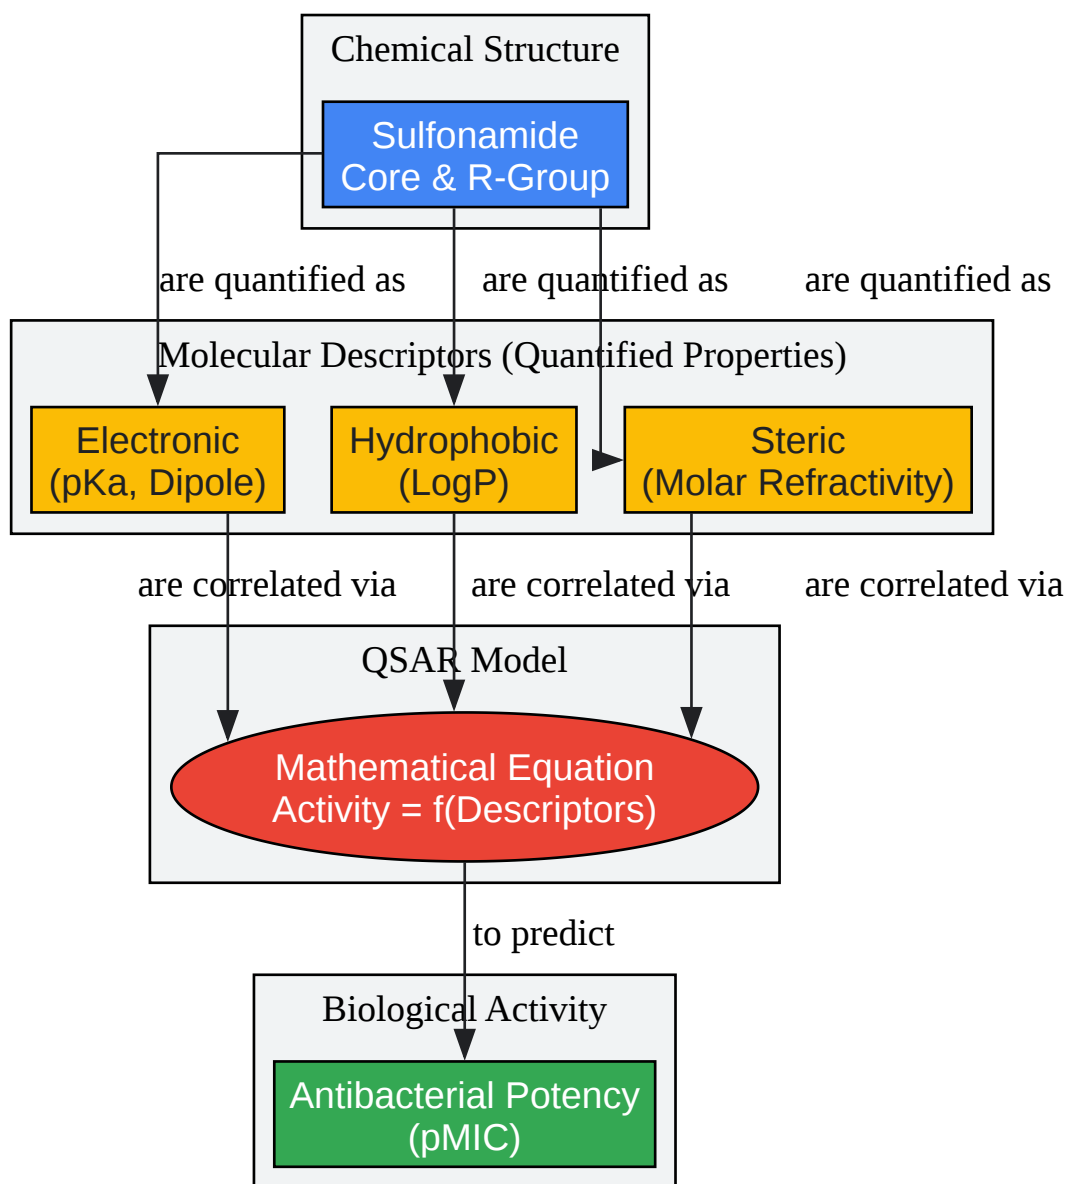 Chemical Structure
Sulfonamide
Core & R-Group
are quantified as
are quantified as
are quantified as
Molecular Descriptors (Quantified Properties)
Electronic
(pKa, Dipole)
Hydrophobic
(LogP)
Steric
(Molar Refractivity)
are correlated via
are correlated via
are correlated via
QSAR Model
Mathematical Equation
Activity = f(Descriptors)
to predict
Biological Activity
Antibacterial Potency
(pMIC)